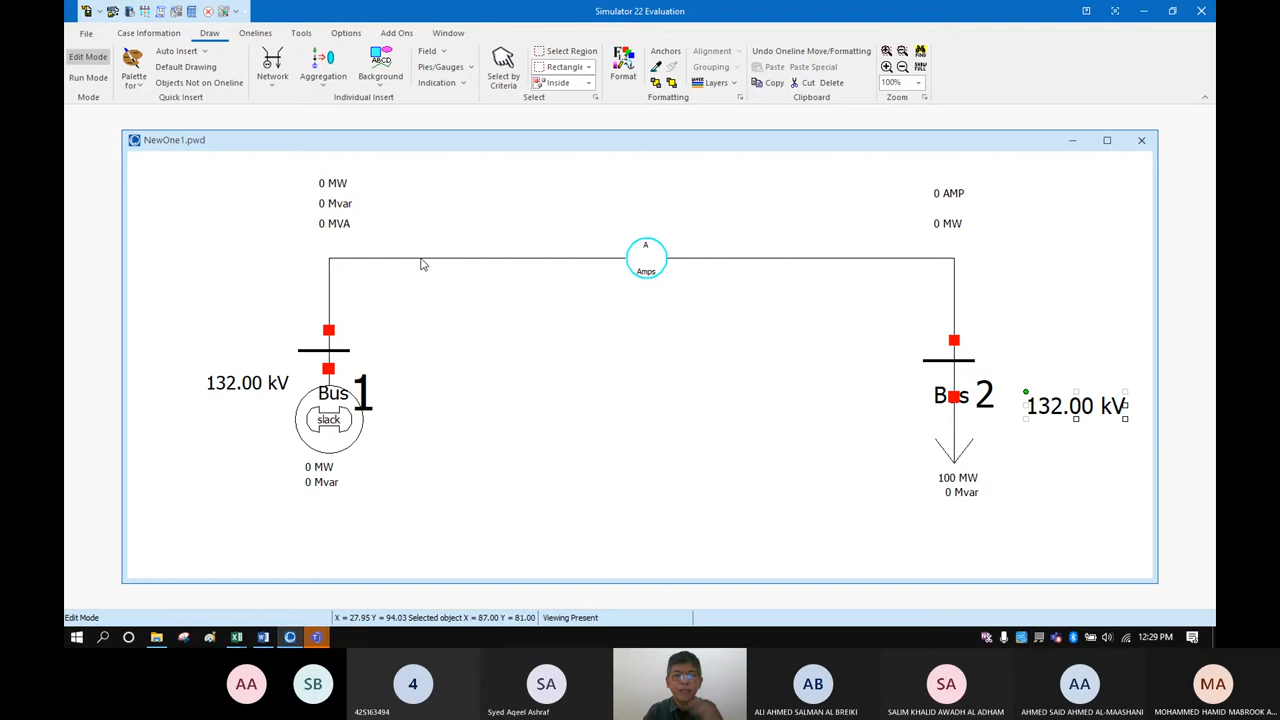 Simulator 22 Evaluation
File
Case Information
Draw
Onelines
Tools
Options
Add Ons
Window
Edit Mode
Run Mode
Mode
Palette
for
Auto Insert
Default Drawing
Objects Not on Oneline
Quick Insert
Network
Aggregation
Background
Field
Pies/Gauges
Indication
Individual Insert
Select by
Criteria
Select Region
Rectangle
Inside
Select
Format
Anchors
Alignment
Grouping
Layers
Formatting
Undo Oneline Move/Formatting
Paste Paste Special
Copy Cut Delete
Clipboard
100%
Zoom
NewOne1.pwd
0 MW
0 Mvar
0 MVA
A
Amps
0 AMP
0 MW
132.00 kV
Bus 1
slack
0 MW
0 Mvar
Bus 2
132.00 kV
100 MW
0 Mvar
Edit Mode
X = 27.95 Y = 94.03 Selected object X = 87.00 Y = 81.00
Viewing Present
12:29 PM
AA
SB
4
42S163494
SA
Syed Aqeel Ashraf
AB
ALI AHMED SALMAN AL BREIKI
SA
SALIM KHALID AWADH AL ADHAM
AA
AHMED SAID AHMED AL-MAASHANI
MA
MOHAMMED HAMID MABROOK A...